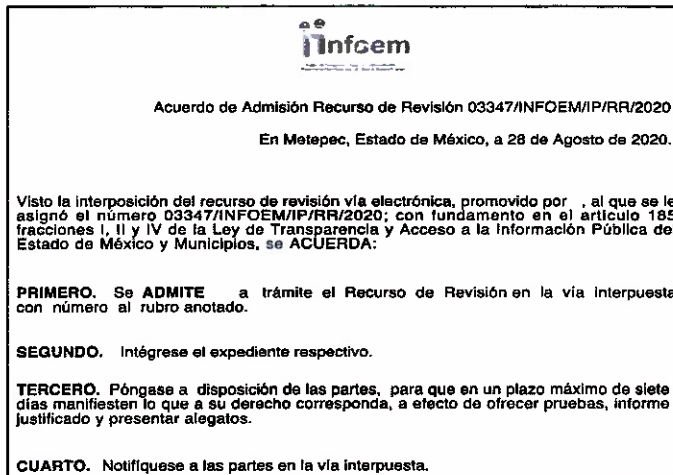 infoem
Acuerdo de Admisión Recurso de Revisión 03347/INFOEM/IP/RR/2020
En Metepec, Estado de México, a 28 de Agosto de 2020.
Visto la interposición del recurso de revisión vía electrónica, promovido por , al que se le
asignó el número 03347/INFOEM/IP/RR/2020; con fundamento en el artículo 185
fracciones I, II y IV de la Ley de Transparencia y Acceso a la Información Pública de
Estado de México y Municipios, se ACUERDA:
PRIMERO. Se ADMITE a trámite el Recurso de Revisión en la vía interpuesta
con número al rubro anotado.
SEGUNDO. Intégrese el expediente respectivo.
TERCERO. Póngase a disposición de las partes, para que en un plazo máximo de siete
días manifiesten lo que a su derecho corresponda, a efecto de ofrecer pruebas, informe
justificado y presentar alegatos.
CUARTO. Notifíquese a las partes en la vía interpuesta.